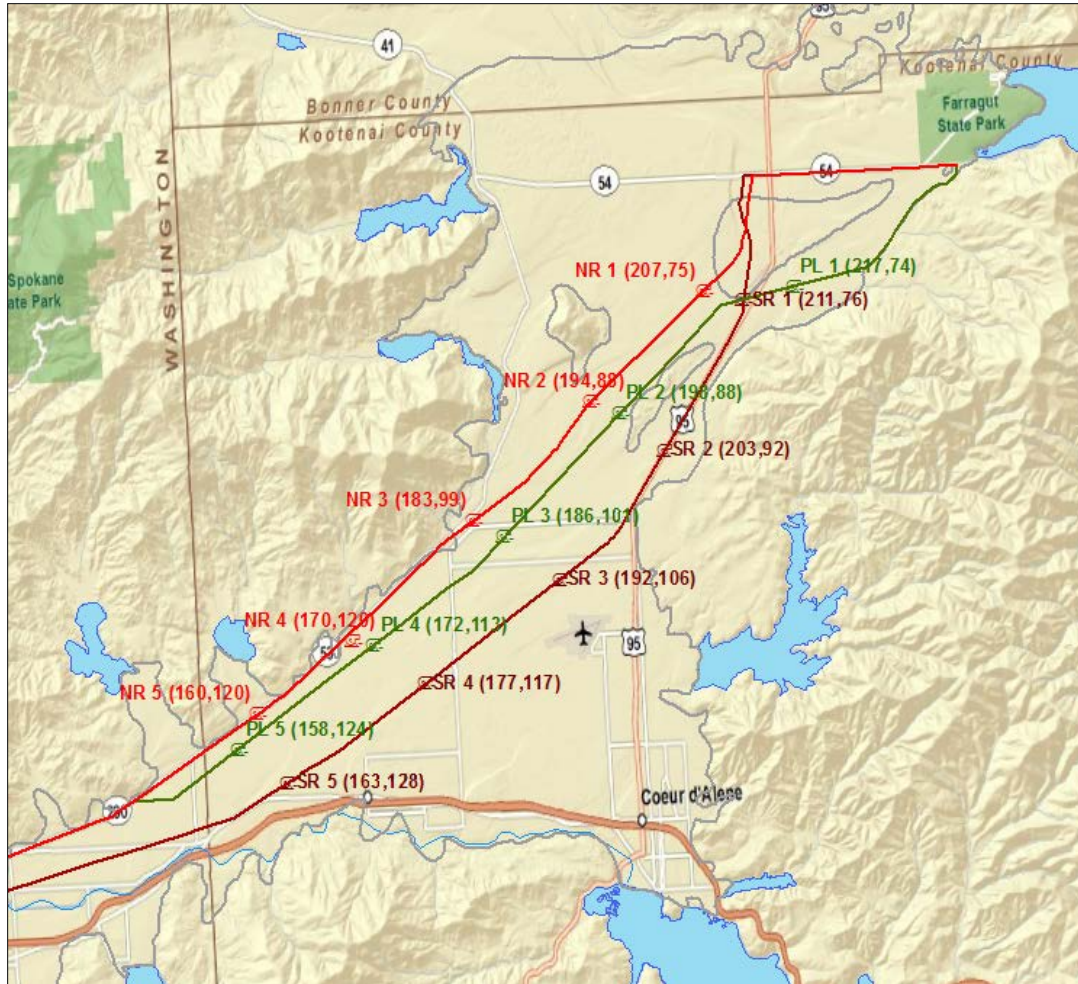 95
41
Kootenai County
Bonner County
Kootenai County
Farragut
State Park
WASHINGTON
54
54
Spokane
ate Park
PL 1 (217,74)
NR 1 (207,75)
SR 1 (211,76)
NR 2 (194,88)
PL 2 (198,88)
95
SR 2 (203,92)
NR 3 (183,99)
PL 3 (186,101)
SR 3 (192,106)
NR 4 (170,120)
PL 4 (172,113)
95
SR 4 (177,117)
NR 5 (160,120)
PL 5 (158,124)
SR 5 (163,128)
Coeur d'Alene
290